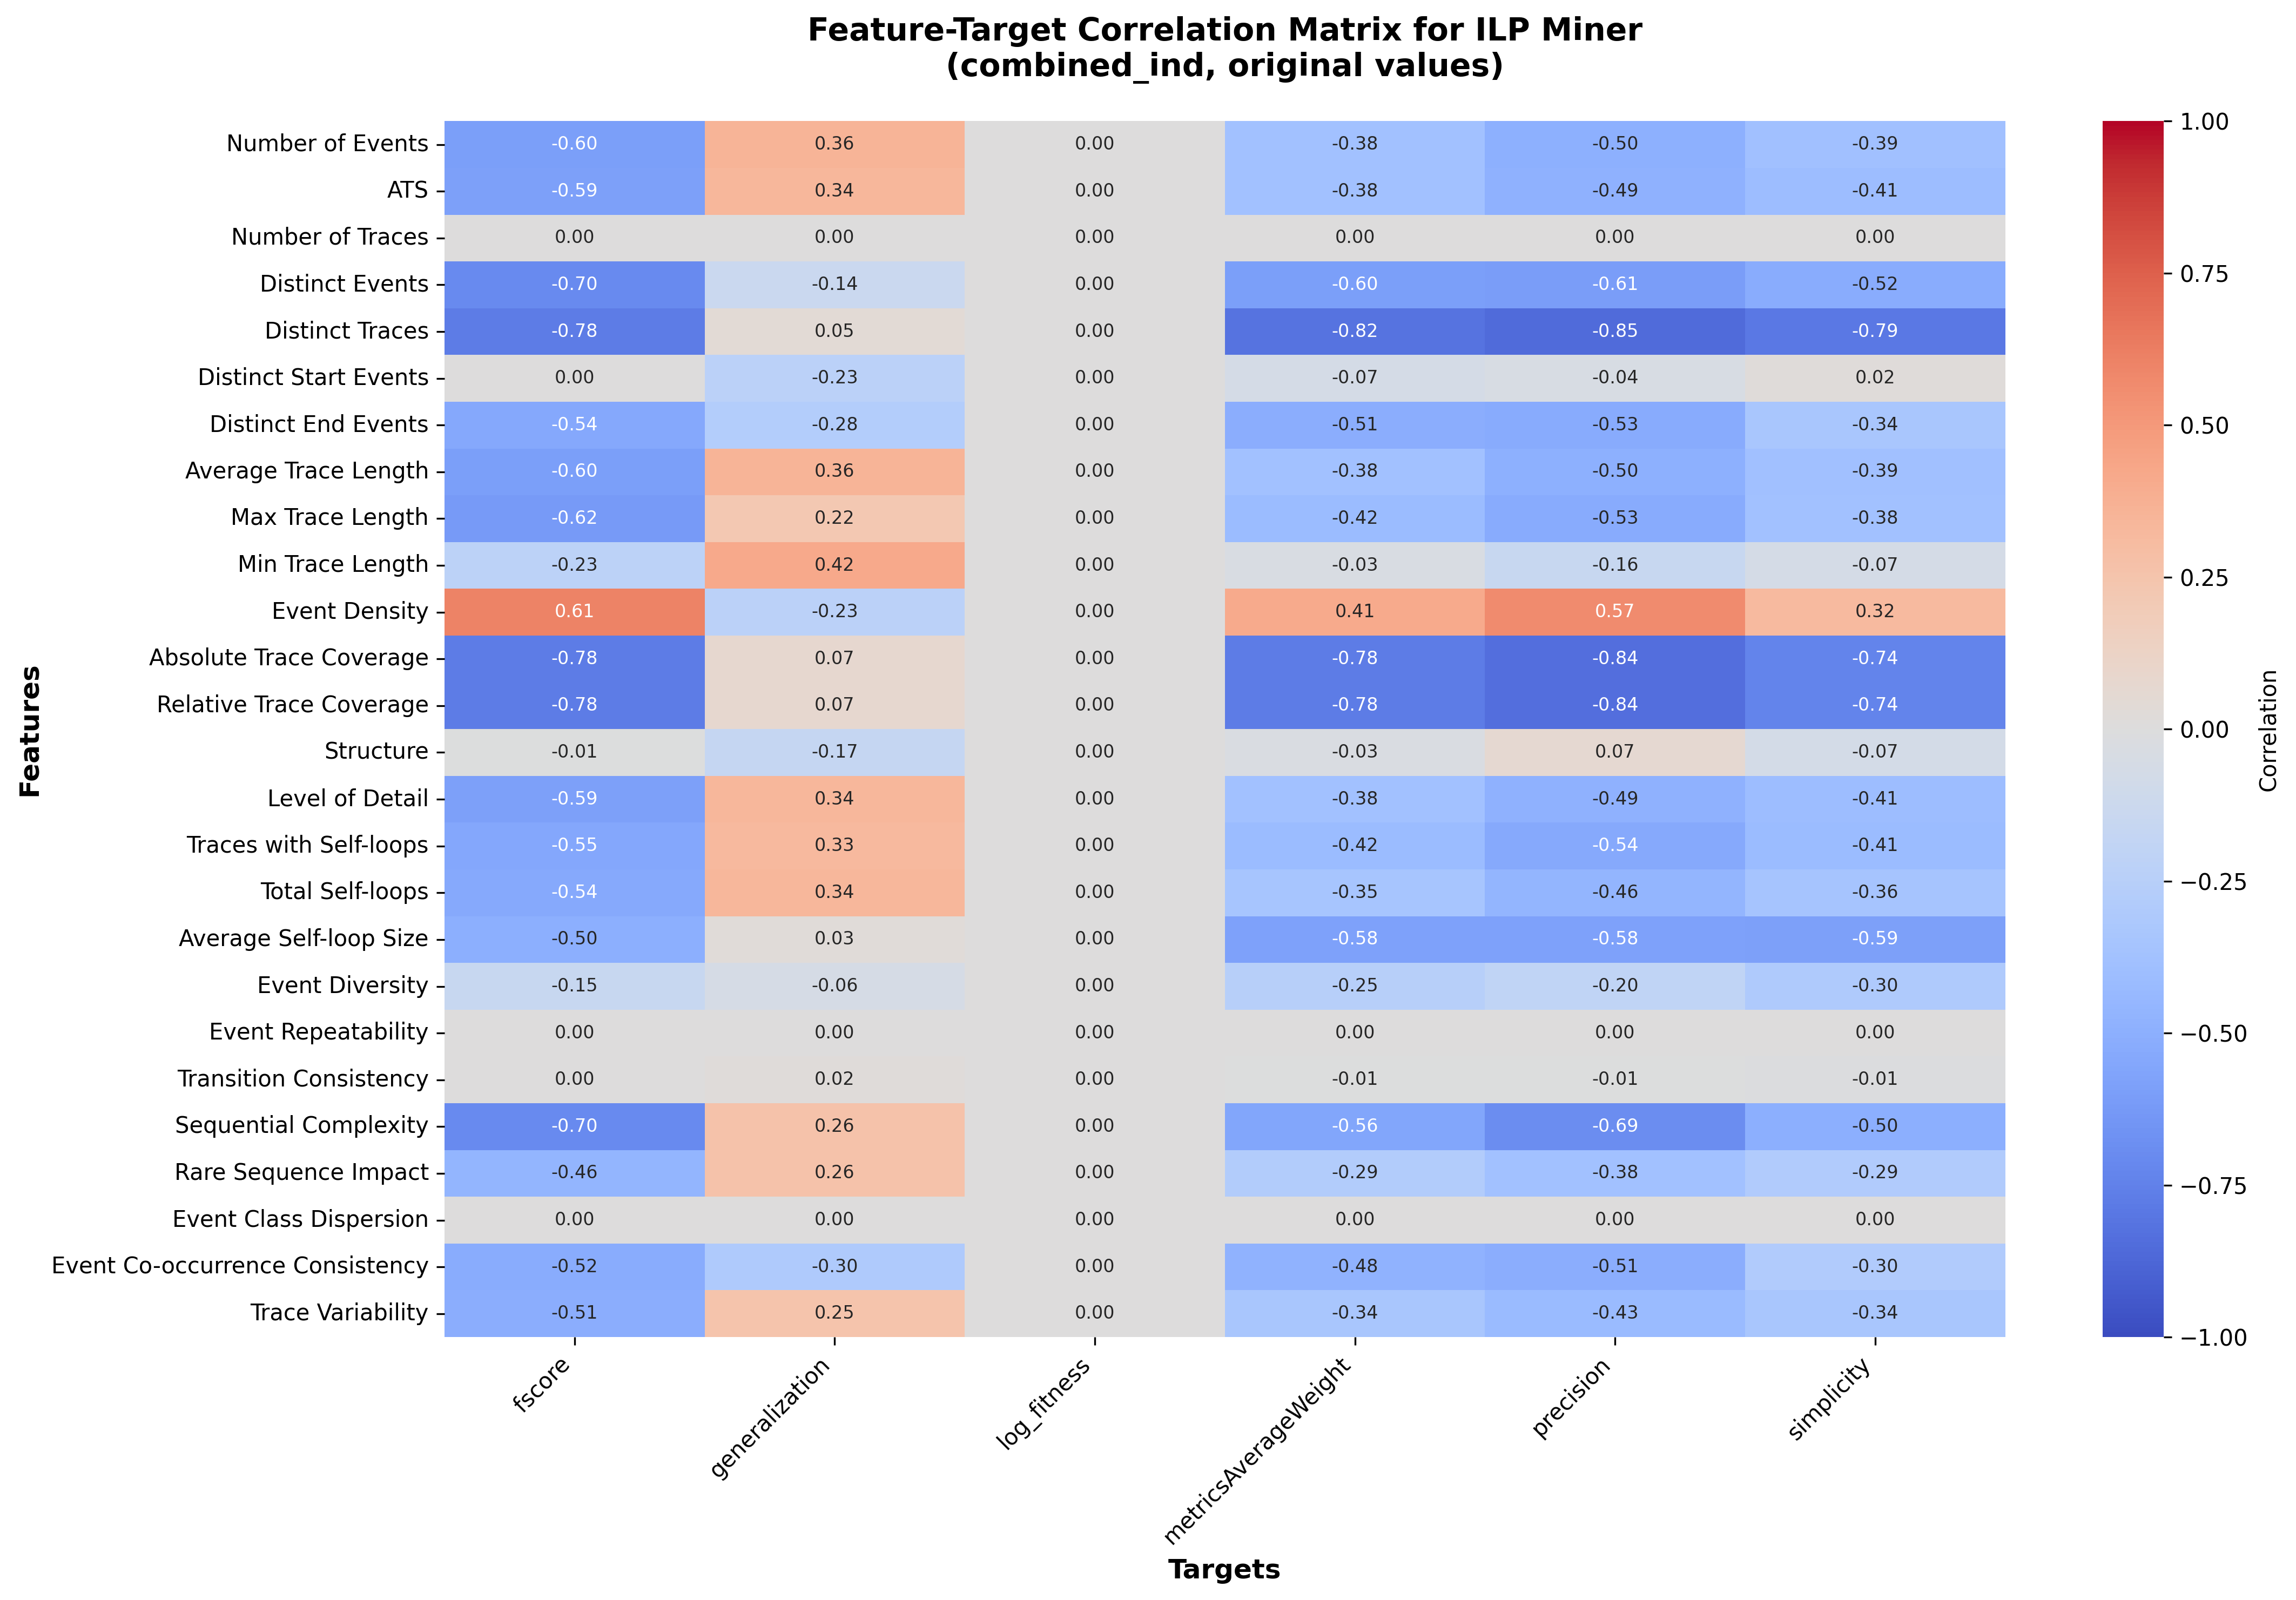 Feature-Target Correlation Matrix for ILP Miner
(combined_ind, original values)
Number of Events -0.60 0.36 0.00 -0.38 -0.50 -0.39
ATS -0.59 0.34 0.00 -0.38 -0.49 -0.41
Number of Traces 0.00 0.00 0.00 0.00 0.00 0.00
Distinct Events -0.70 -0.14 0.00 -0.60 -0.61 -0.52
Distinct Traces -0.78 0.05 0.00 -0.82 -0.85 -0.79
Distinct Start Events 0.00 -0.23 0.00 -0.07 -0.04 0.02
Distinct End Events -0.54 -0.28 0.00 -0.51 -0.53 -0.34
Average Trace Length -0.60 0.36 0.00 -0.38 -0.50 -0.39
Max Trace Length -0.62 0.22 0.00 -0.42 -0.53 -0.38
Min Trace Length -0.23 0.42 0.00 -0.03 -0.16 -0.07
Event Density 0.61 -0.23 0.00 0.41 0.57 0.32
Absolute Trace Coverage -0.78 0.07 0.00 -0.78 -0.84 -0.74
Relative Trace Coverage -0.78 0.07 0.00 -0.78 -0.84 -0.74
Structure -0.01 -0.17 0.00 -0.03 0.07 -0.07
Level of Detail -0.59 0.34 0.00 -0.38 -0.49 -0.41
Traces with Self-loops -0.55 0.33 0.00 -0.42 -0.54 -0.41
Total Self-loops -0.54 0.34 0.00 -0.35 -0.46 -0.36
Average Self-loop Size -0.50 0.03 0.00 -0.58 -0.58 -0.59
Event Diversity -0.15 -0.06 0.00 -0.25 -0.20 -0.30
Event Repeatability 0.00 0.00 0.00 0.00 0.00 0.00
Transition Consistency 0.00 0.02 0.00 -0.01 -0.01 -0.01
Sequential Complexity -0.70 0.26 0.00 -0.56 -0.69 -0.50
Rare Sequence Impact -0.46 0.26 0.00 -0.29 -0.38 -0.29
Event Class Dispersion 0.00 0.00 0.00 0.00 0.00 0.00
Event Co-occurrence Consistency -0.52 -0.30 0.00 -0.48 -0.51 -0.30
Trace Variability -0.51 0.25 0.00 -0.34 -0.43 -0.34
Features
fscore generalization log_fitness metricsAverageWeight precision simplicity
Targets
1.00
0.75
0.50
0.25
0.00
−0.25
−0.50
−0.75
−1.00
Correlation